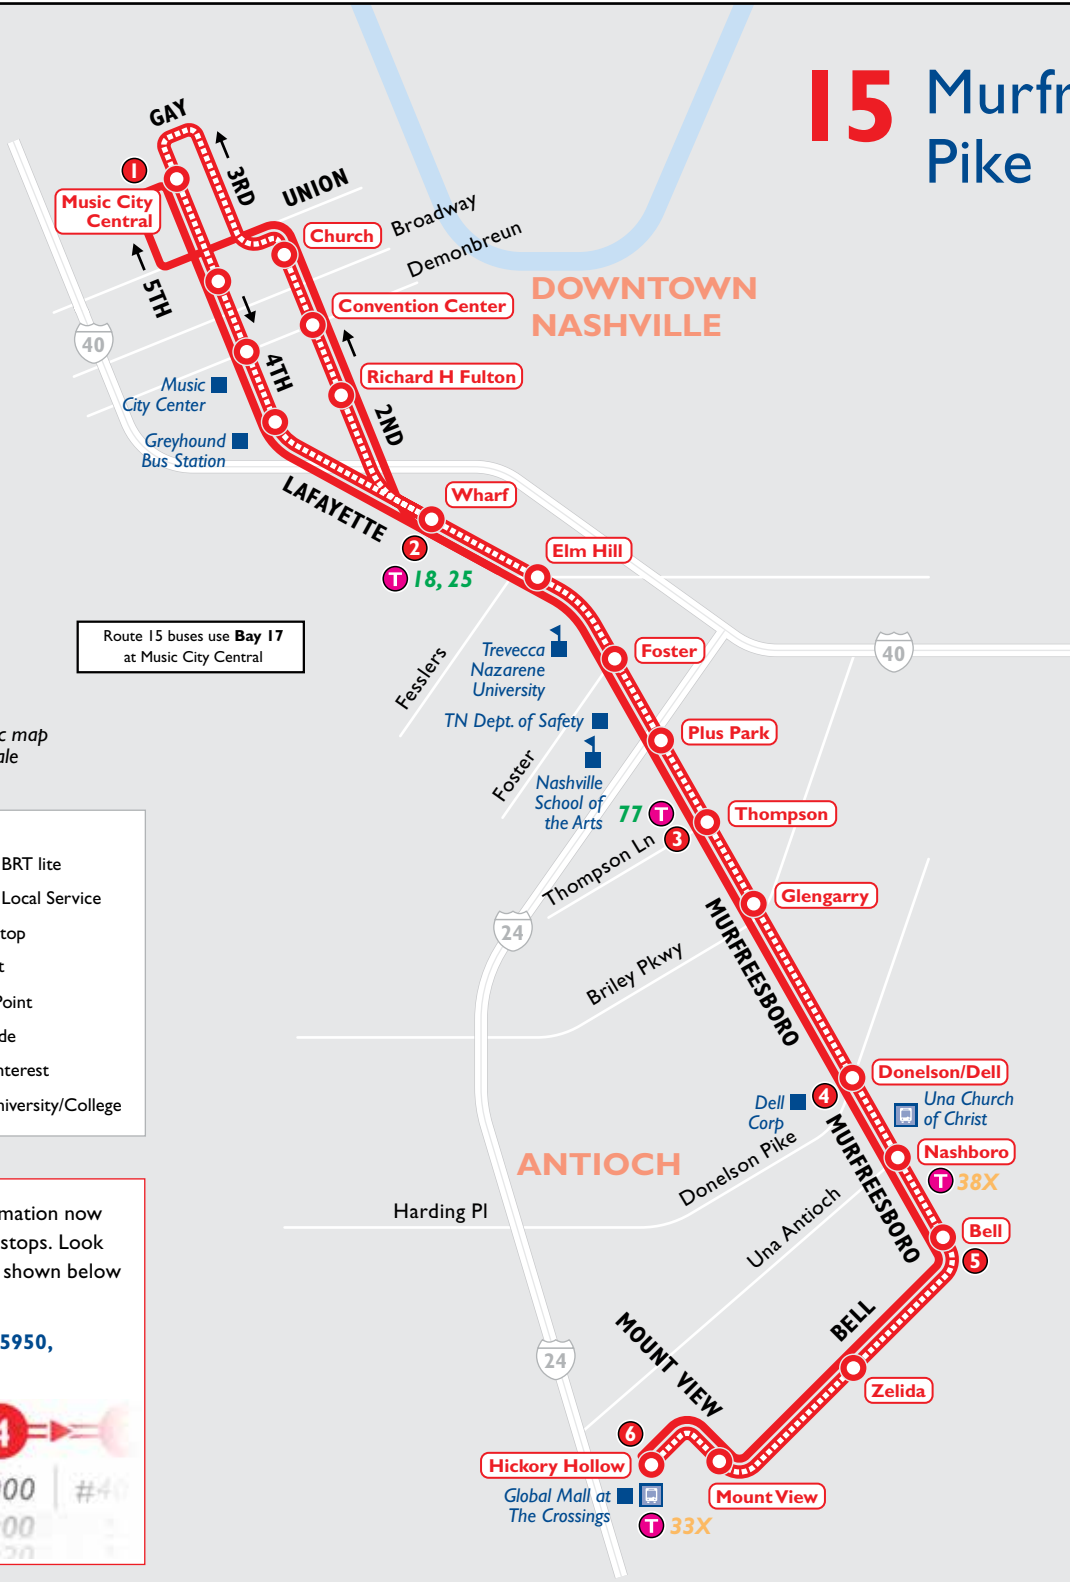 15 Murfr
Pike
GAY
3RD
UNION
1
Music City
Central
Church
Broadway
Demonbreun
5TH
Convention Center
DOWNTOWN
NASHVILLE
40
4TH
Richard H Fulton
Music
City Center
2ND
Greyhound
Bus Station
LAFAYETTE
Wharf
2
T 18, 25
Elm Hill
Route 15 buses use Bay 17
at Music City Central
Trevecca
Nazarene
University
Foster
40
Fesslers
TN Dept. of Safety
Plus Park
c map
ale
Foster
Nashville
School of
the Arts
77 T
Thompson
3
Thompson Ln
BRT lite
Local Service
top
t
Point
de
nterest
niversity/College
Glengarry
24
MURFREESBORO
Briley Pkwy
Donelson/Dell
4
Dell
Corp
Una Church
of Christ
MURFREESBORO
Nashboro
T 38X
ANTIOCH
Donelson Pike
Harding Pl
Una Antioch
Bell
5
mation now
stops. Look
shown below
5950,
BELL
MOUNT VIEW
24
Zelida
4
6
Hickory Hollow
Mount View
Global Mall at
The Crossings
T 33X
00 #40
00